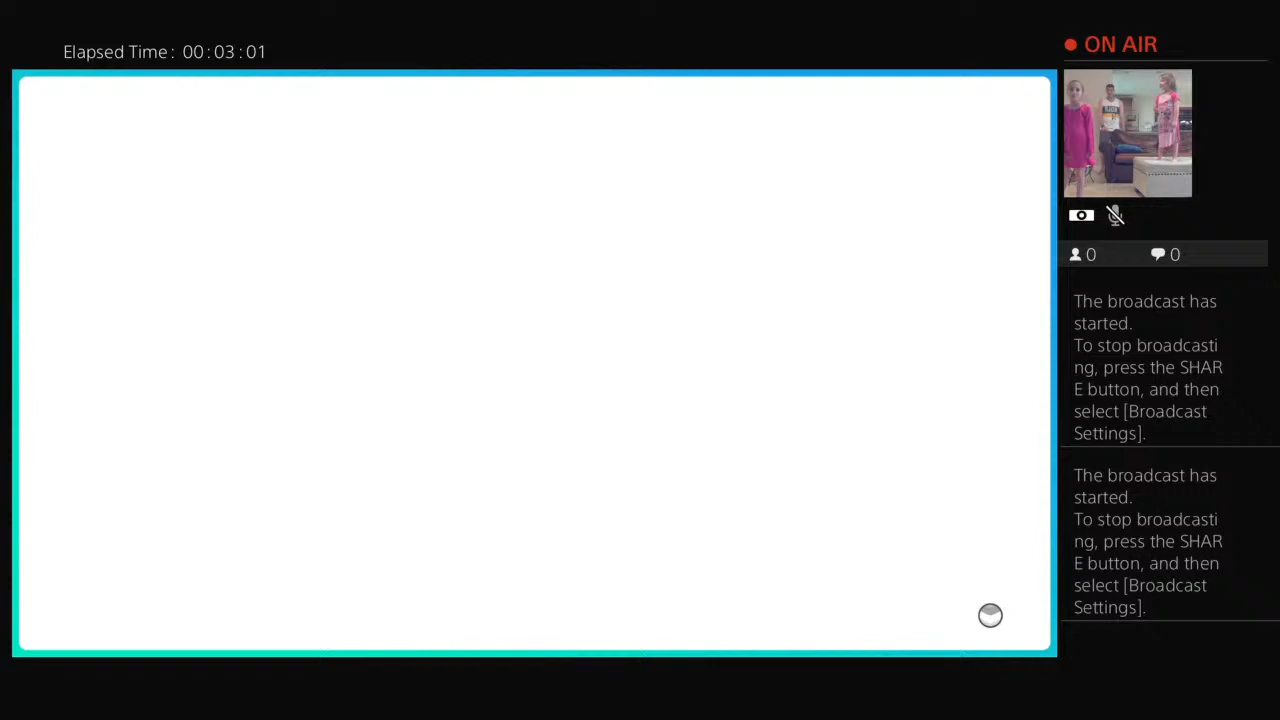 Elapsed Time: 00:03:01
ON AIR
0 0
The broadcast has
started.
To stop broadcasti
ng, press the SHAR
E button, and then
select [Broadcast
Settings].
The broadcast has
started.
To stop broadcasti
ng, press the SHAR
E button, and then
select [Broadcast
Settings].